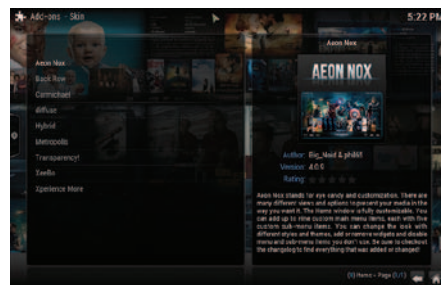 Add-ons - Skin
5:22 PM
Aeon Nox
Back Row
Carmichael
diffuse
Hybrid
Metropolis
Transparency!
Xeebo
Xperience More
Aeon Nox
AEON NOX
Author: Big_Noid & phil65
Version: 4.0.5
Rating:
Aeon Nox stands for eye candy and customization. There are
many different views and options to present your media in the
way you want it. The Home window is fully customizable. You
can add up to nine custom main menu items, each with five
custom sub-menu items. You can change the look with
different styles and themes, add or remove widgets and disable
menu and sub-menu items you don't use. Be sure to checkout
the changelog to find everything that was added or changed!
(9) Items - Page (1/1)